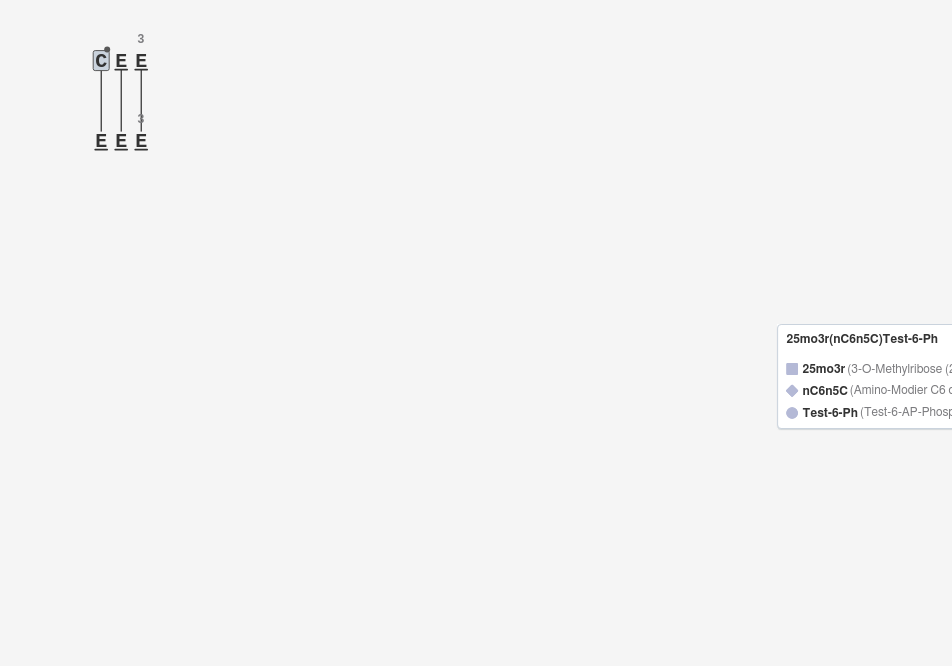 3
C E E
3
E E E
25mo3r(nC6n5C)Test-6-Ph
25mo3r (3-O-Methylribose (2
nC6n5C (Amino-Modier C6 
Test-6-Ph (Test-6-AP-Phosp